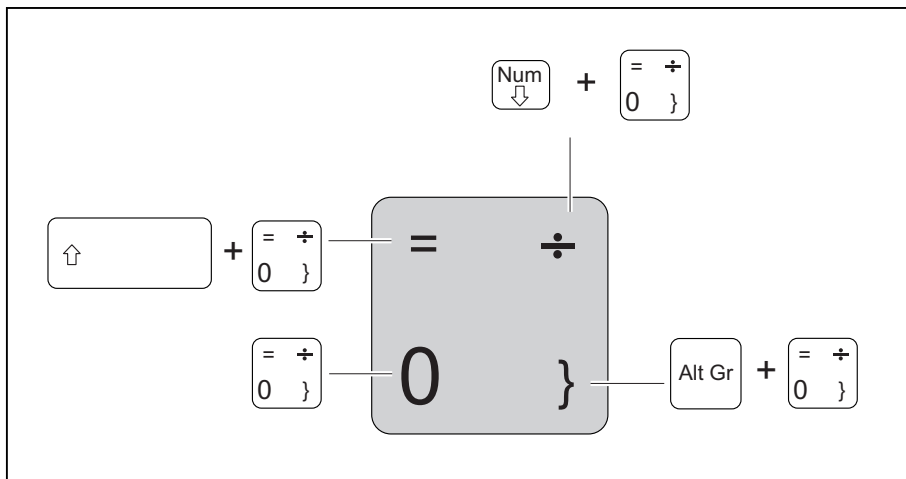 Num + = ÷
0 }
= ÷
+ = ÷
0 }
= ÷
0 }
0 }
Alt Gr + = ÷
0 }